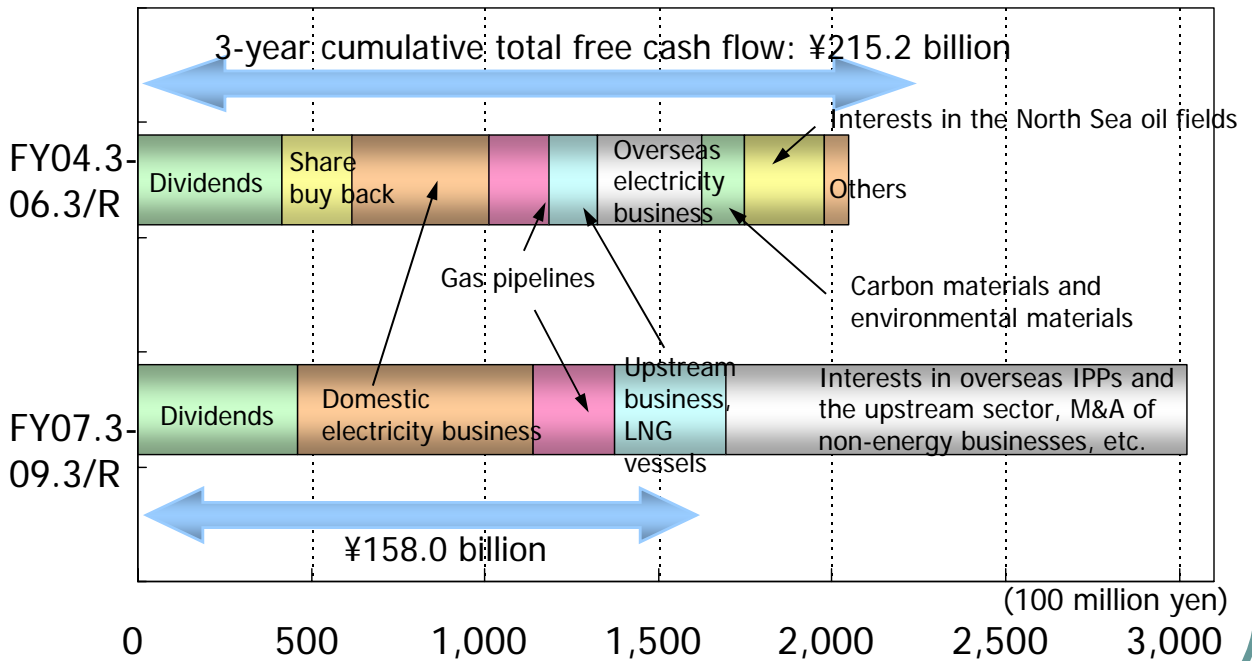 3-year cumulative total free cash flow: ¥215.2 billion
Interests in the North Sea oil fields
FY04.3-
06.3/R
Dividends
Share
buy back
Overseas
electricity
business
Others
Gas pipelines
Carbon materials and
environmental materials
FY07.3-
09.3/R
Dividends
Domestic
electricity business
Upstream
business,
LNG
vessels
Interests in overseas IPPs and
the upstream sector, M&A of
non-energy businesses, etc.
¥158.0 billion
(100 million yen)
0 500 1,000 1,500 2,000 2,500 3,000